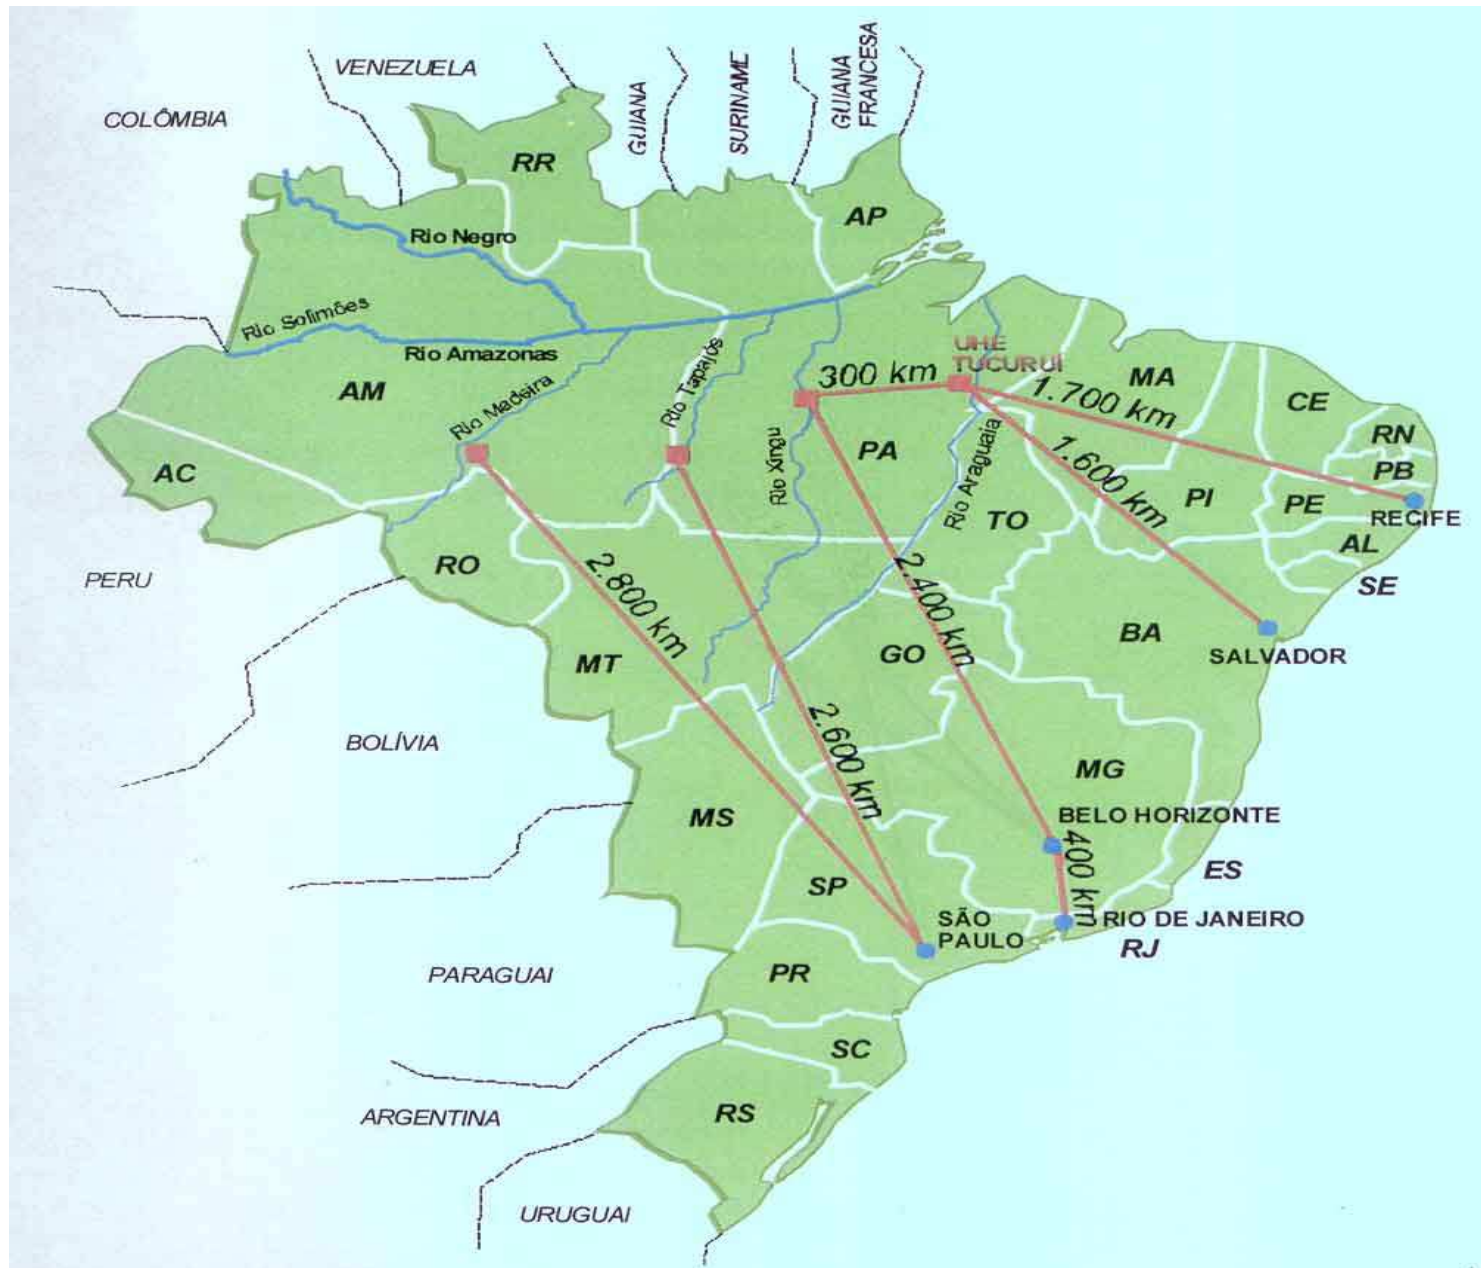 VENEZUELA
COLÔMBIA
GUIANA
SURINAME
GUIANA
FRANCESA
RR
AP
Rio Negro
Rio Solimões
Rio Amazonas
AM
Rio Madeira
Rio Tapajós
Rio Xingu
300 km
UHE
TUCURUÍ
1.700 km
MA
CE
RN
PB
PA
Rio Araguaia
1.600 km
PI
PE
RECIFE
AC
TO
AL
SE
PERU
RO
2.800 km
2.400 km
BA
MT
GO
SALVADOR
BOLÍVIA
2.600 km
MG
MS
BELO HORIZONTE
400 km
ES
SP
SÃO
PAULO
RIO DE JANEIRO
RJ
PARAGUAI
PR
SC
ARGENTINA
RS
URUGUAI